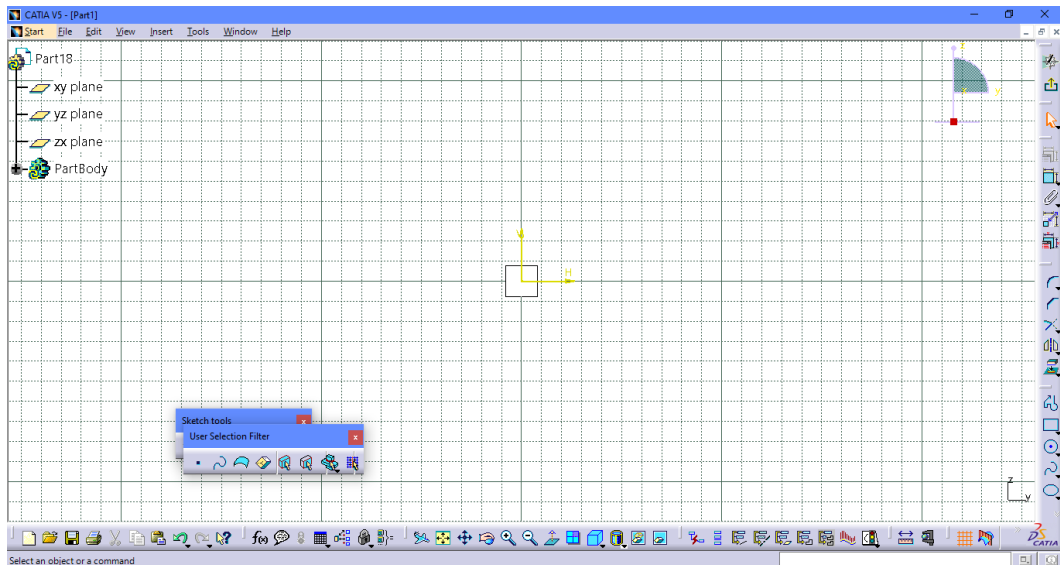 CATIA V5 - [Part1]
Start File Edit View Insert Tools Window Help
Part18
xy plane
yz plane
zx plane
PartBody
z
x y
V
H
Sketch tools
User Selection Filter
z
y
f(x)
CATIA
Select an object or a command